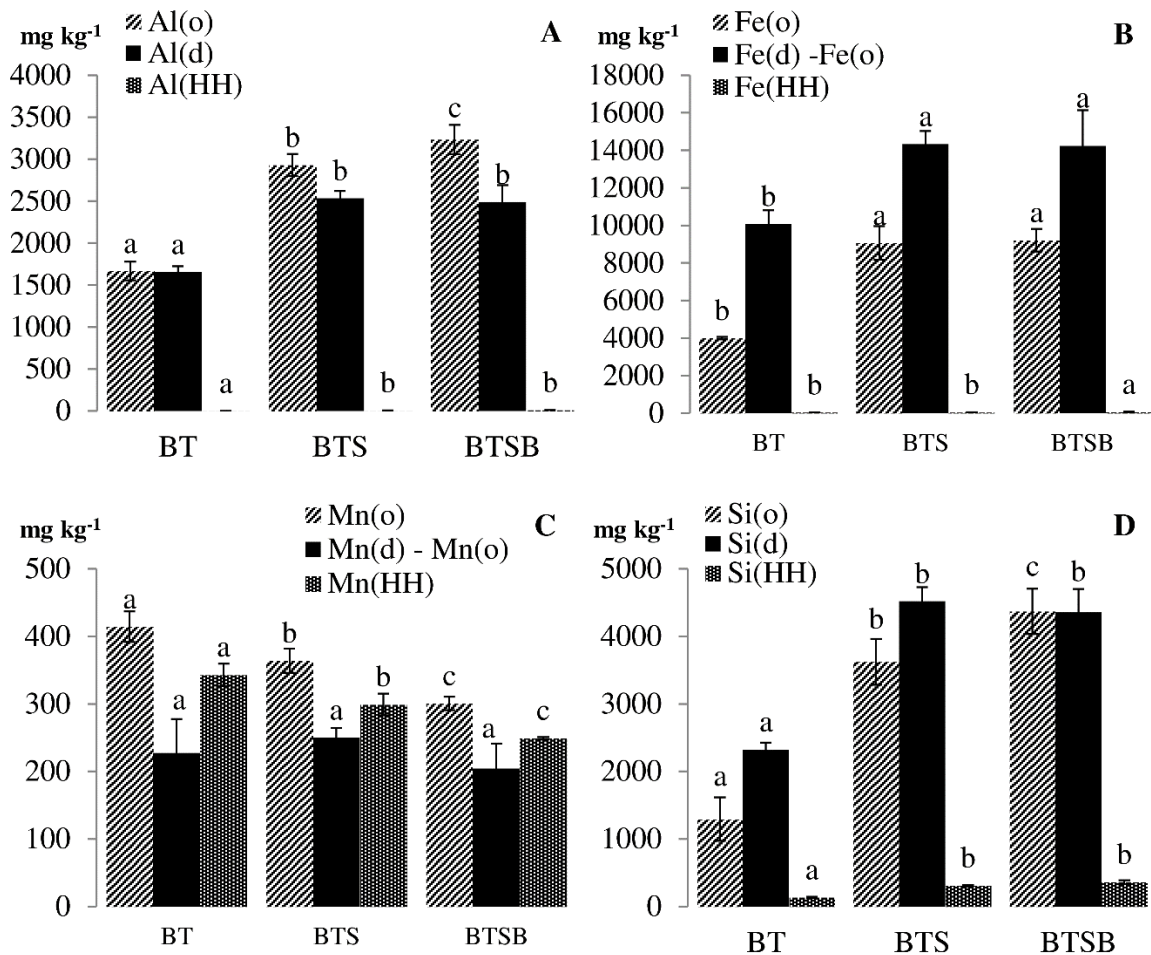 mg kg-1
Al(o)
Al(d)
Al(HH)
A
4000
3500
3000
2500
2000
1500
1000
500
0
a a a
b b b
c b b
BT BTS BTSB
mg kg-1
Fe(o)
Fe(d) -Fe(o)
Fe(HH)
B
18000
16000
14000
12000
10000
8000
6000
4000
2000
0
b b b
a a b
a a a
BT BTS BTSB
mg kg-1
Mn(o)
Mn(d) - Mn(o)
Mn(HH)
C
500
400
300
200
100
0
a a a
b a b
c a c
BT BTS BTSB
mg kg-1
Si(o)
Si(d)
Si(HH)
D
5000
4000
3000
2000
1000
0
a a a
b b b
c b b
BT BTS BTSB